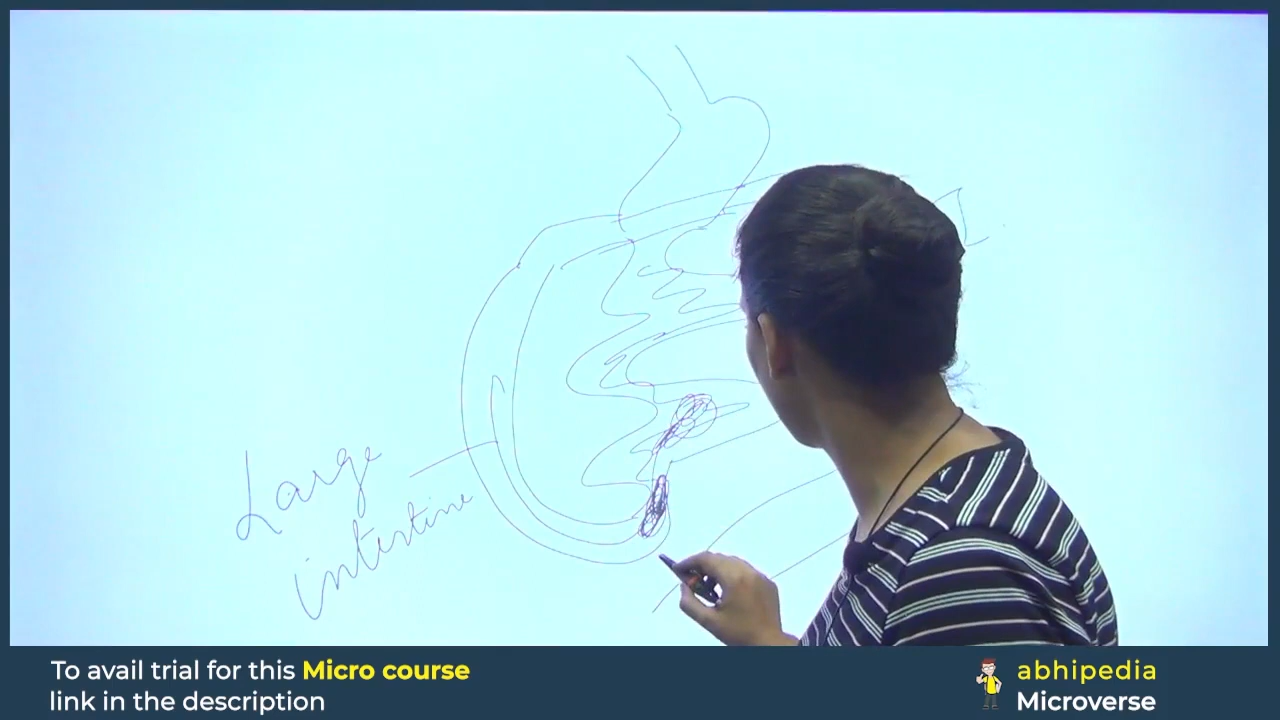 Large
intestine
To avail trial for this Micro course
link in the description
abhipedia
Microverse